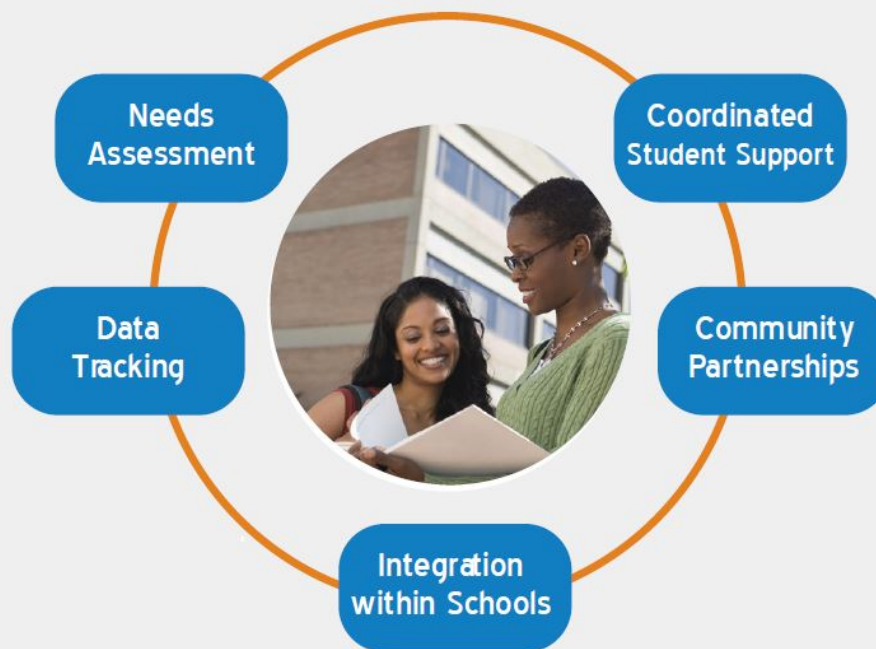 Needs
Assessment
Coordinated
Student Support
Data
Tracking
Community
Partnerships
Integration
within Schools